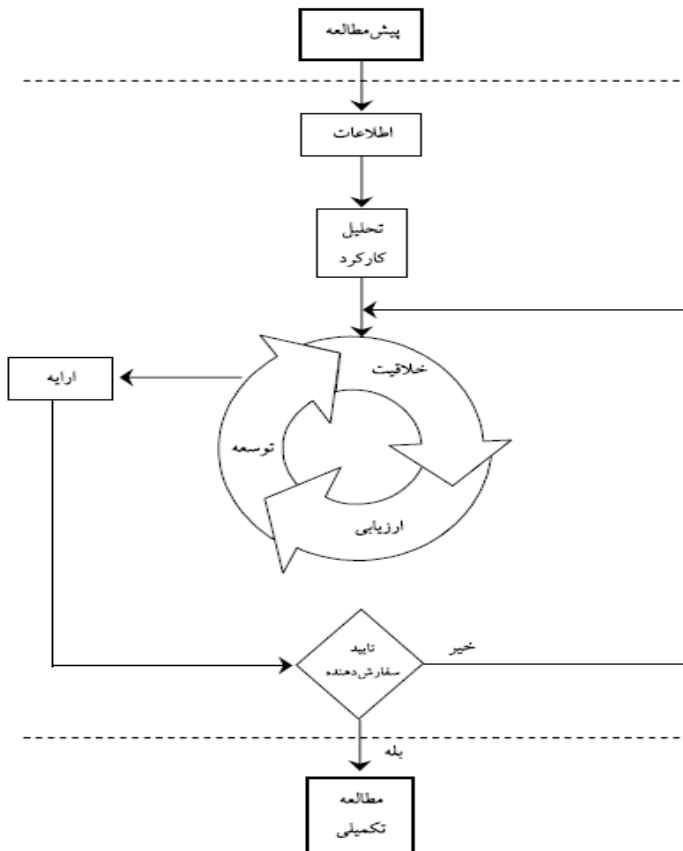 پیش‌مطالعه
اطلاعات
تحلیل
کارکرد
خلاقیت
ارایه
توسعه
ارزیابی
تایید
سفارش‌دهنده
خیر
بله
مطالعه
تکمیلی